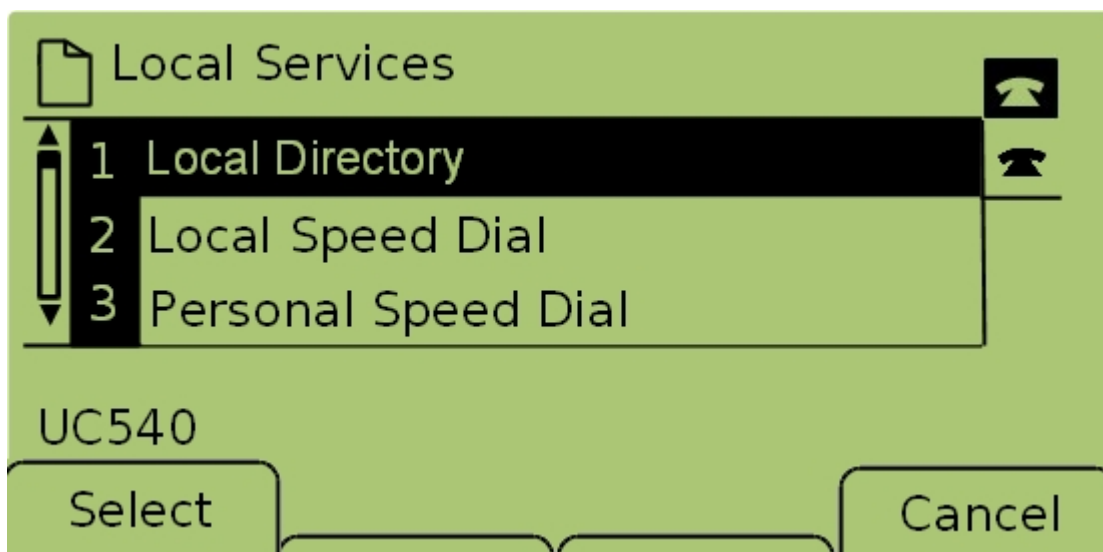 Local Services
1 Local Directory
2 Local Speed Dial
3 Personal Speed Dial
UC540
Select Cancel